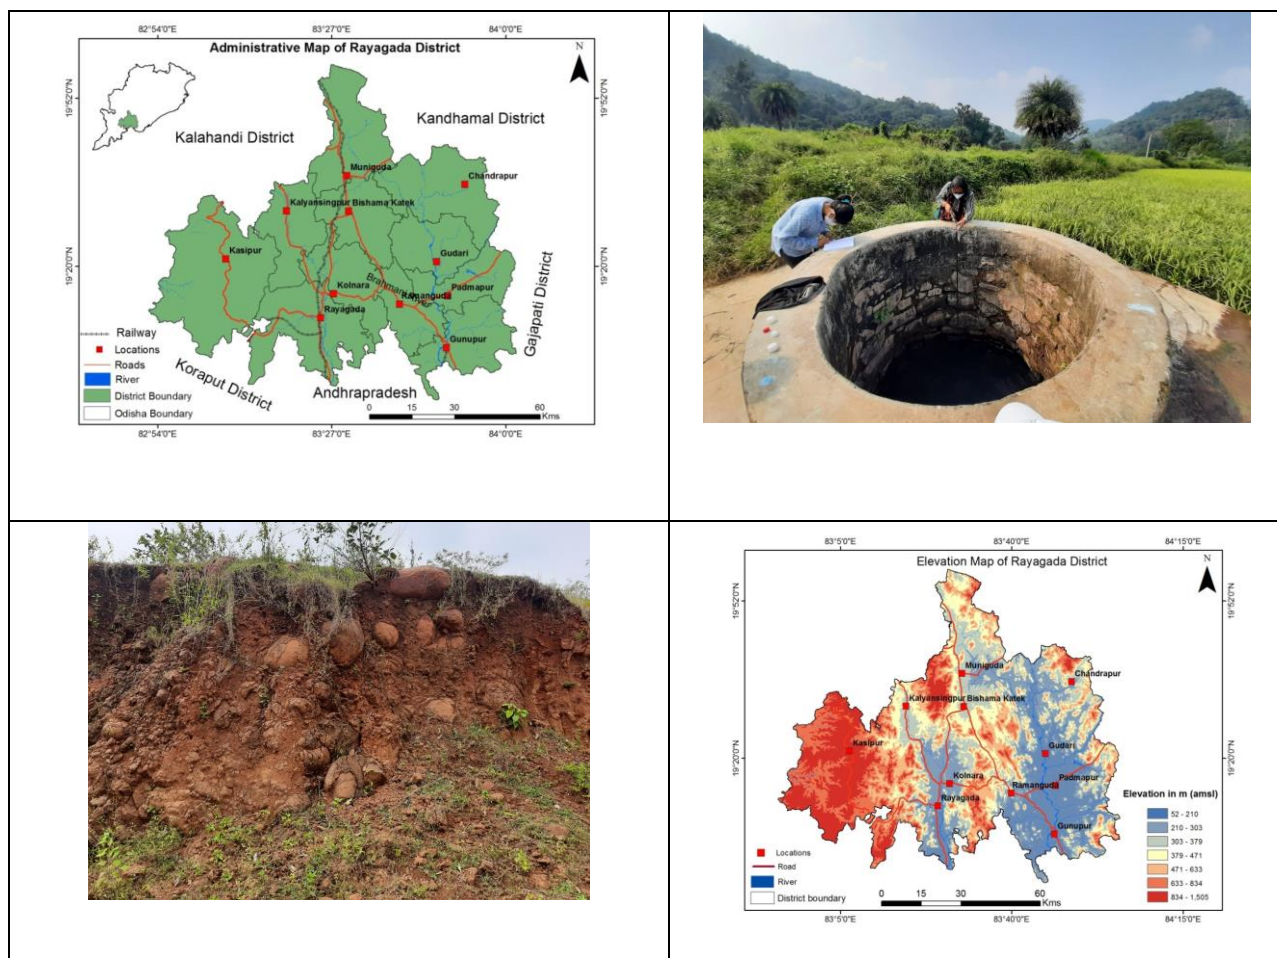 82°54'0"E 83°27'0"E 84°0'0"E
Administrative Map of Rayagada District
N
19°52'0"N
19°52'0"N
Kandhamal District
Kalahandi District
Muniguda
Chandrapur
Kalyansingpur Bishama Katek
Kasipur
Gudari
19°20'0"N
19°20'0"N
Kolnara
Padmapur
Ramanguda
Rayagada
Gunupur
Gajapati District
Railway
Locations
Roads
River
District Boundary
Odisha Boundary
Koraput District
Andhrapradesh
0 15 30 60
Kms
82°54'0"E 83°27'0"E 84°0'0"E
83°5'0"E 83°40'0"E 84°15'0"E
Elevation Map of Rayagada District
N
19°52'0"N
19°52'0"N
Muniguda
Chandrapur
Kalyansingpur Bishama Katek
Kasipur
Gudari
19°20'0"N
19°20'0"N
Kolnara
Padmapur
Ramanguda
Rayagada
Gunupur
Elevation in m (amsl)
52 - 210
210 - 303
303 - 379
379 - 471
471 - 633
633 - 834
834 - 1,505
Locations
Road
River
District boundary
0 15 30 60
Kms
83°5'0"E 83°40'0"E 84°15'0"E